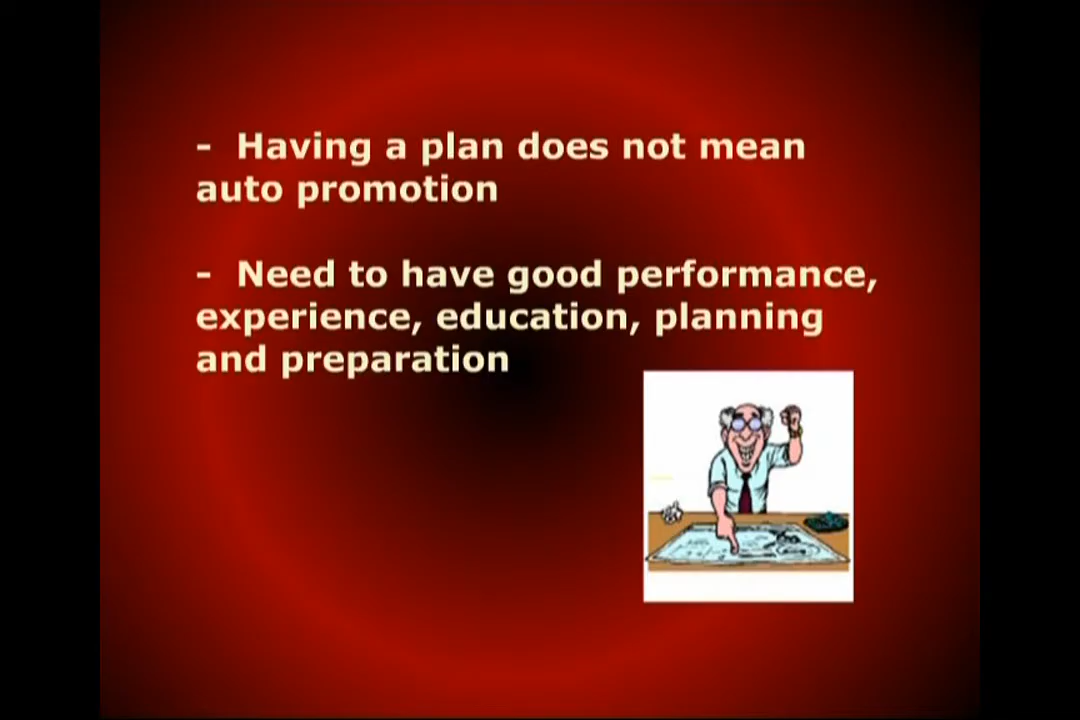 - Having a plan does not mean
auto promotion
- Need to have good performance,
experience, education, planning
and preparation